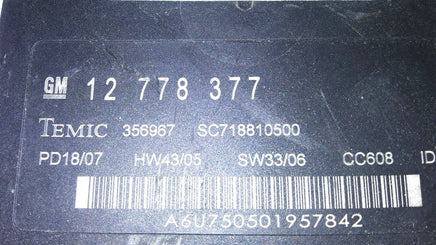 GM 12 778 377
TEMIC 356967 SC718810500
PD18/07 HW43/05 SW33/06 CC608 ID
A6U750501957842